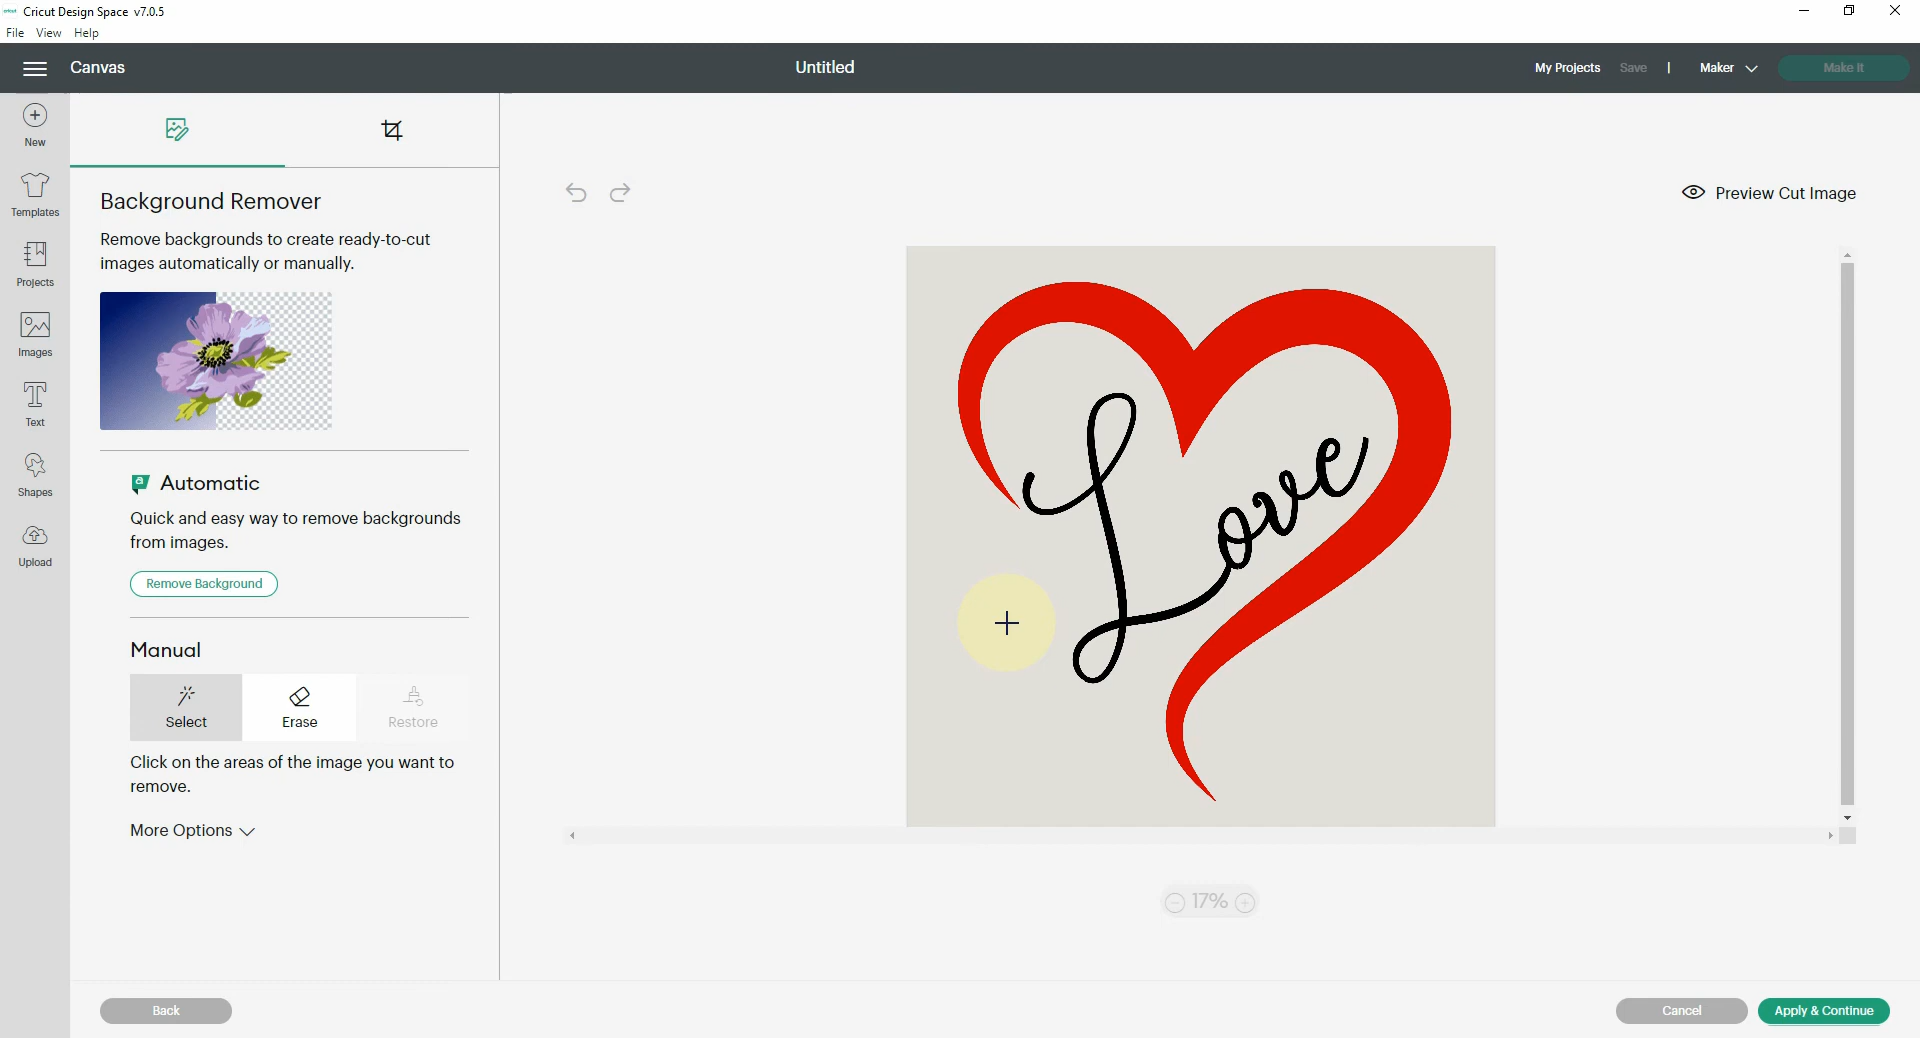 cricut Cricut Design Space v7.0.5
File View Help
Canvas Untitled My Projects Save | Maker Make It
New
Templates
Projects
Images
Text
Shapes
Upload
Background Remover
Remove backgrounds to create ready-to-cut
images automatically or manually.
a Automatic
Quick and easy way to remove backgrounds
from images.
Remove Background
Manual
Select Erase Restore
Click on the areas of the image you want to
remove.
More Options
Preview Cut Image
Love
17%
Back Cancel Apply & Continue